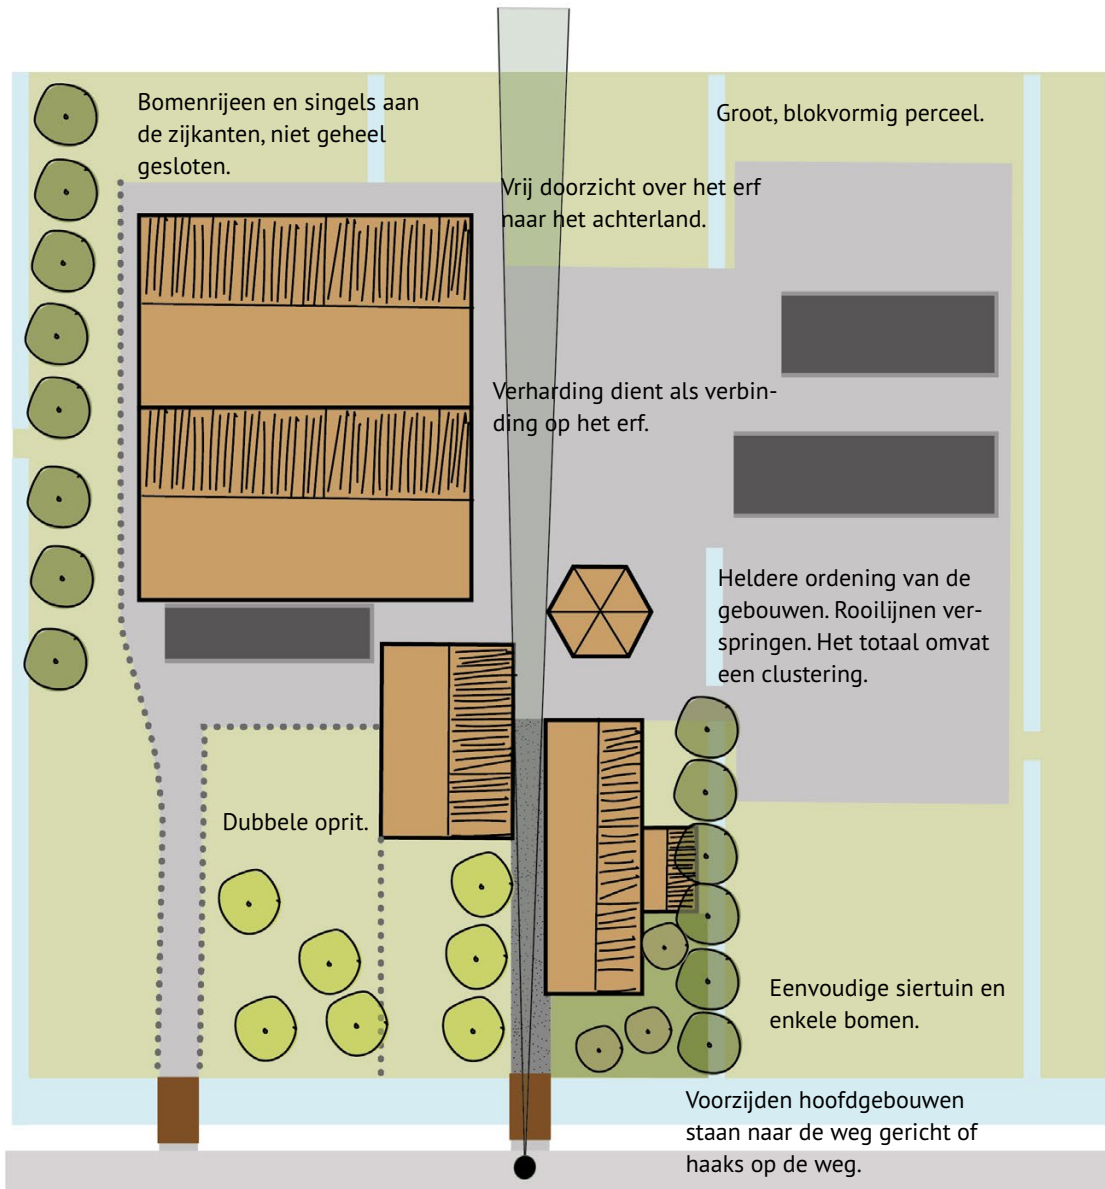 Bomenrijeen en singels aan
de zijkanten, niet geheel
gesloten.
Groot, blokvormig perceel.
Vrij doorzicht over het erf
naar het achterland.
Verharding dient als verbin-
ding op het erf.
Heldere ordening van de
gebouwen. Rooilijnen ver-
springen. Het totaal omvat
een clustering.
Dubbele oprit.
Eenvoudige siertuin en
enkele bomen.
Voorzijden hoofdgebouwen
staan naar de weg gericht of
haaks op de weg.